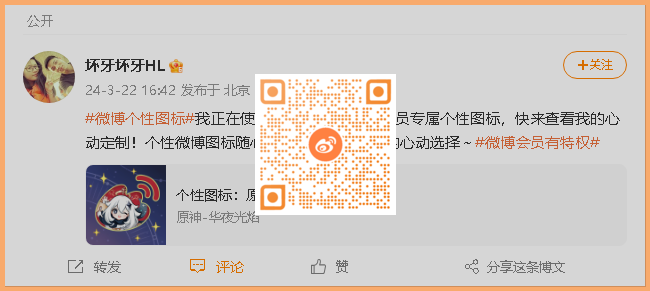 公开
坏牙坏牙HL
+关注
24-3-22 16:42 发布于 北京
#微博个性图标#我正在使 员专属个性图标，快来查看我的心
动定制！个性微博图标随心 的心动选择～#微博会员有特权#
个性图标：原
原神-华夜光焰
转发 评论 赞 分享这条博文